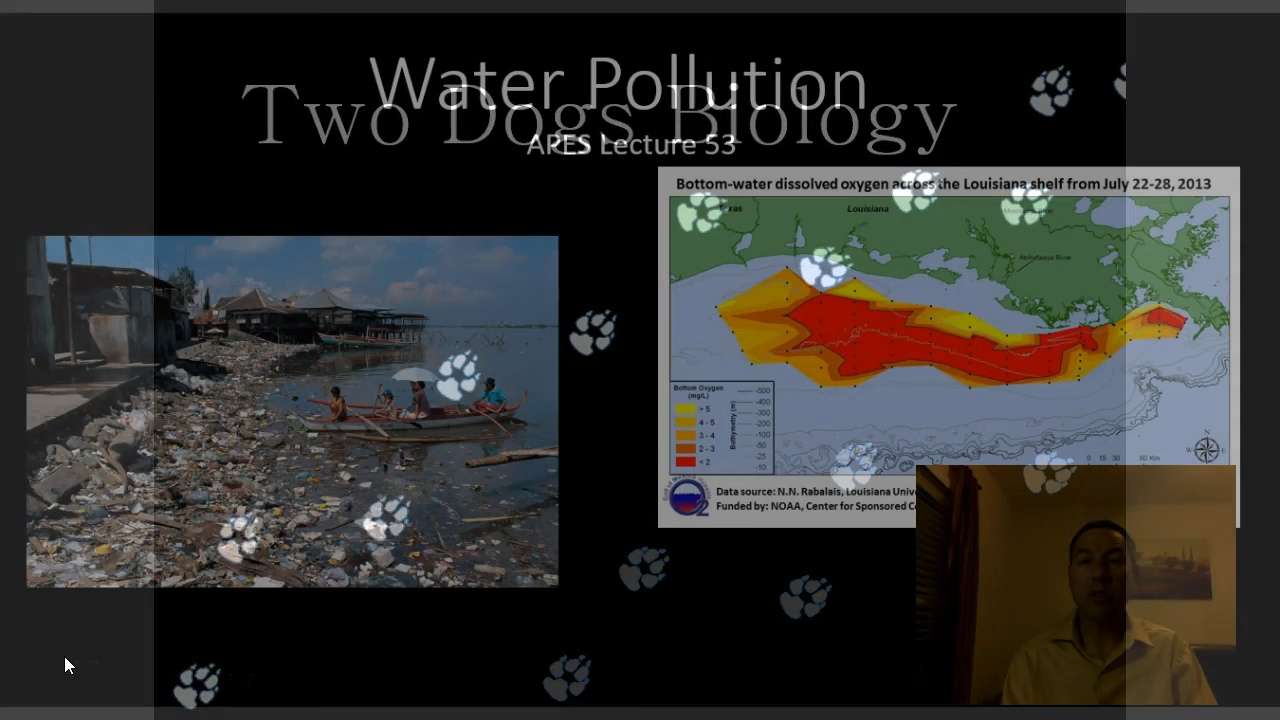 Water Pollution
Two Dogs Biology
APES Lecture 53
Bottom-water dissolved oxygen across the Louisiana shelf from July 22-28, 2013
Louisiana
Atchafalaya River
Bottom Oxygen
(mg/L)
> 5
4 - 5
3 - 4
2 - 3
< 2
Bathymetry (m)
-500
-400
-300
-200
-100
-50
-25
-10
N
W
E
0 15 30 60 Km
Data source: N.N. Rabalais, Louisiana
Funded by: NOAA, Center for Sponsored